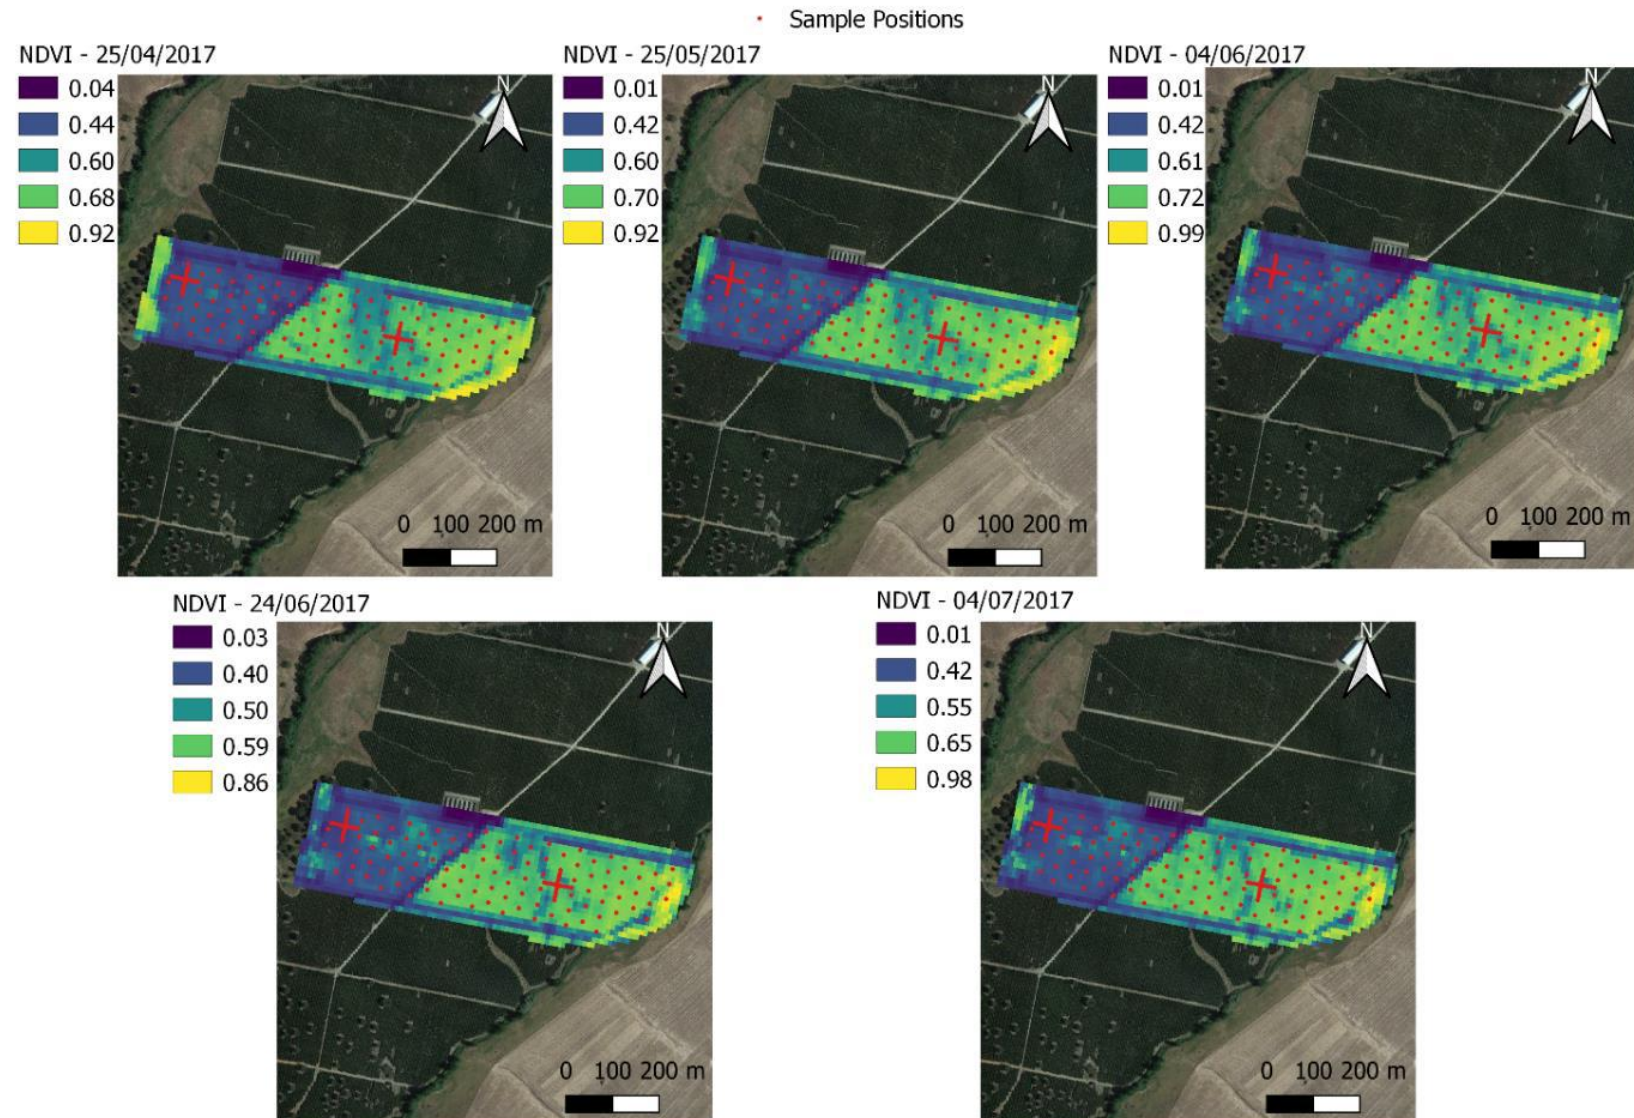 Sample Positions
NDVI - 25/04/2017
0.04
0.44
0.60
0.68
0.92
N
0 100 200 m
NDVI - 25/05/2017
0.01
0.42
0.60
0.70
0.92
N
0 100 200 m
NDVI - 04/06/2017
0.01
0.42
0.61
0.72
0.99
N
0 100 200 m
NDVI - 24/06/2017
0.03
0.40
0.50
0.59
0.86
N
0 100 200 m
NDVI - 04/07/2017
0.01
0.42
0.55
0.65
0.98
N
0 100 200 m